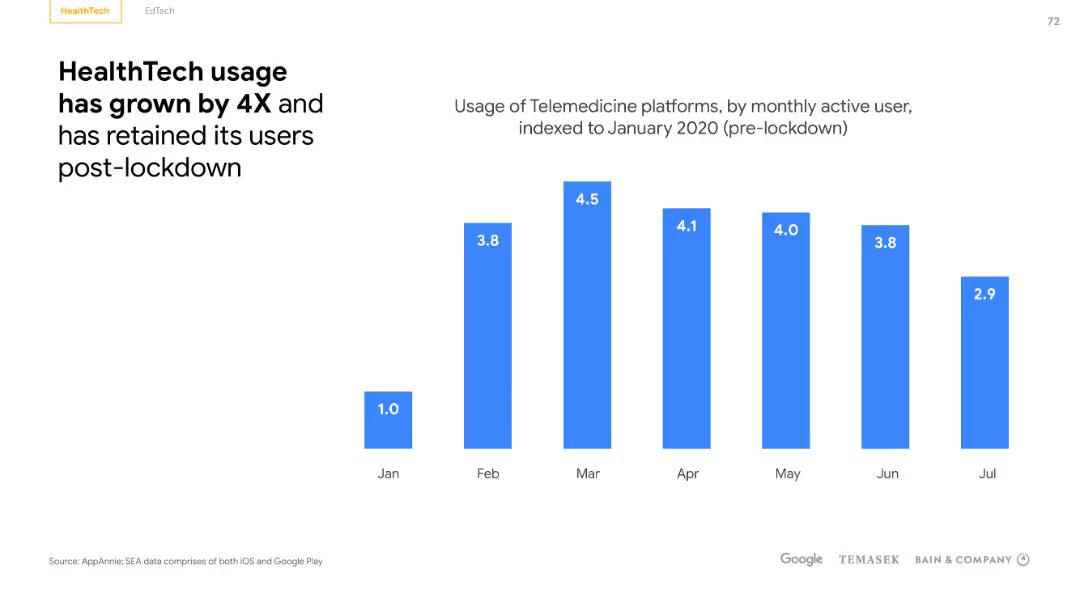 HealthTech
EdTech
72
HealthTech usage
has grown by 4X and
has retained its users
post-lockdown
Usage of Telemedicine platforms, by monthly active user,
indexed to January 2020 (pre-lockdown)
1.0
3.8
4.5
4.1
4.0
3.8
2.9
Jan
Feb
Mar
Apr
May
Jun
Jul
Source: AppAnnie; SEA data comprises of both iOS and Google Play
Google
TEMASEK
BAIN & COMPANY